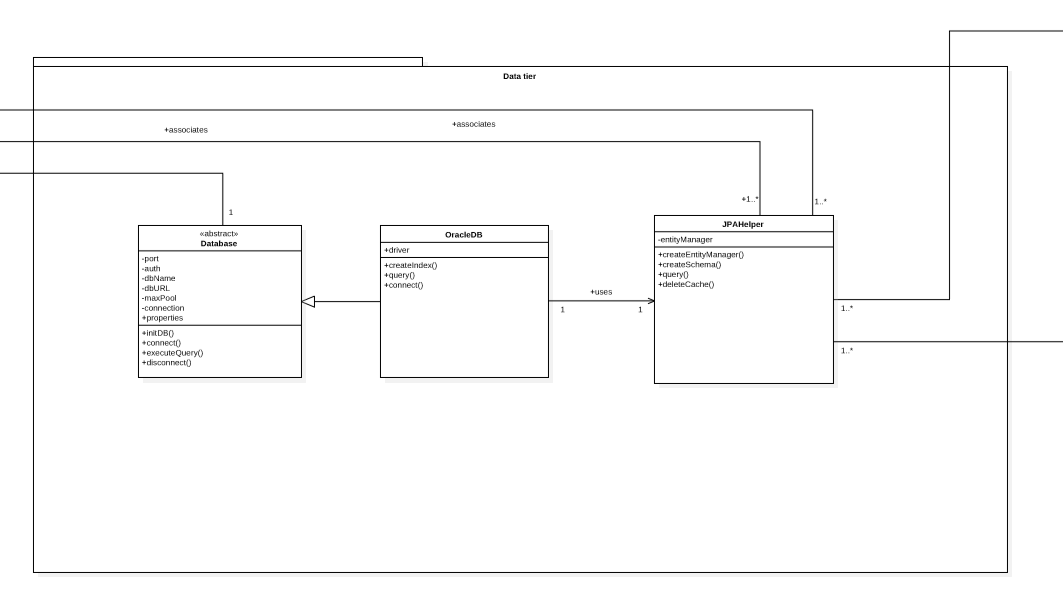 Data tier
+associates
+associates
1
+1..*
1..*
«abstract»
Database
-port
-auth
-dbName
-dbURL
-maxPool
-connection
+properties
+initDB()
+connect()
+executeQuery()
+disconnect()
OracleDB
+driver
+createIndex()
+query()
+connect()
+uses
1
1
JPAHelper
-entityManager
+createEntityManager()
+createSchema()
+query()
+deleteCache()
1..*
1..*